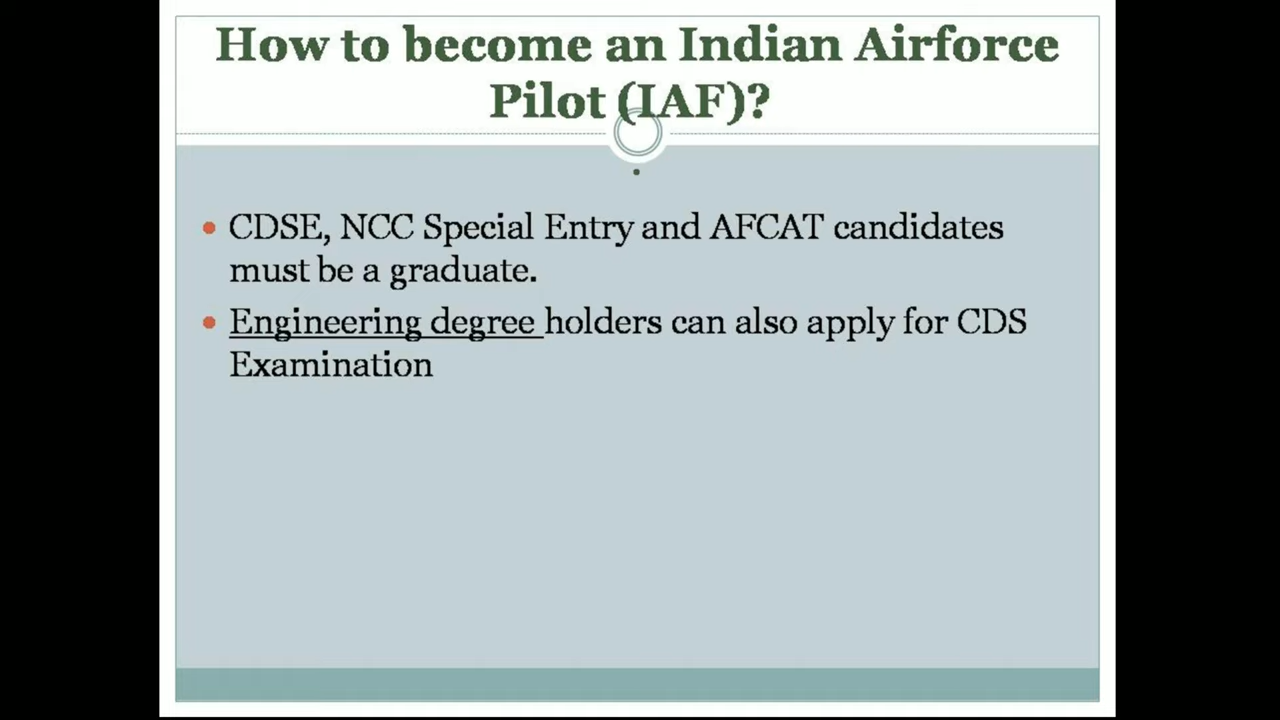 How to become an Indian Airforce
Pilot (IAF)?
• CDSE, NCC Special Entry and AFCAT candidates
must be a graduate.
• Engineering degree holders can also apply for CDS
Examination